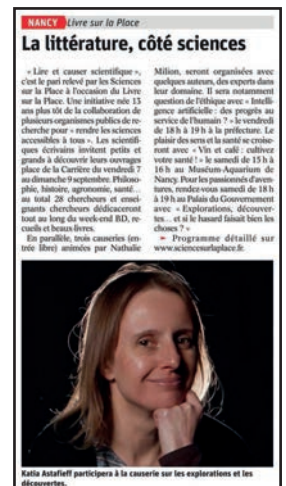 NANCY Livre sur la Place
La littérature, côté sciences
« Lire et causer scientifique »,
c'est le pari relevé par les Sciences
sur la Place à l'occasion du Livre
sur la Place. Une initiative née 13
ans plus tôt de la collaboration de
plusieurs organismes publics de re-
cherche pour « rendre les sciences
accessibles à tous ». Les scientifi-
ques écrivains invitent petits et
grands à découvrir leurs ouvrages
place de la Carrière du vendredi 7
au dimanche 9 septembre. Philoso-
phie, histoire, agronomie, santé...
au total 28 chercheurs et ensei-
gnants chercheurs dédicaceront
tout au long du week-end BD, re-
cueils et beaux-livres.
En parallèle, trois causeries (en-
trée libre) animées par Nathalie
Milion, seront organisées avec
quelques auteurs, des experts dans
leur domaine. Il sera notamment
question de l'éthique avec « Intelli-
gence artificielle : des progrès au
service de l'humain ? » le vendredi
de 18 h à 19 h à la préfecture. Le
plaisir des sens et la santé se croise-
ront avec « Vin et café : cultivez
votre santé ! » le samedi de 15 h à
16 h au Muséum-Aquarium de
Nancy. Pour les passionnés d'aven-
tures, rendez-vous samedi de 18 h
à 19 h au Palais du Gouvernement
avec « Explorations, découver-
tes... et si le hasard faisait bien les
choses ? »
► Programme détaillé sur
www.sciencesurlaplace.fr.
Katia Astafieff participera à la causerie sur les explorations et les
découvertes.